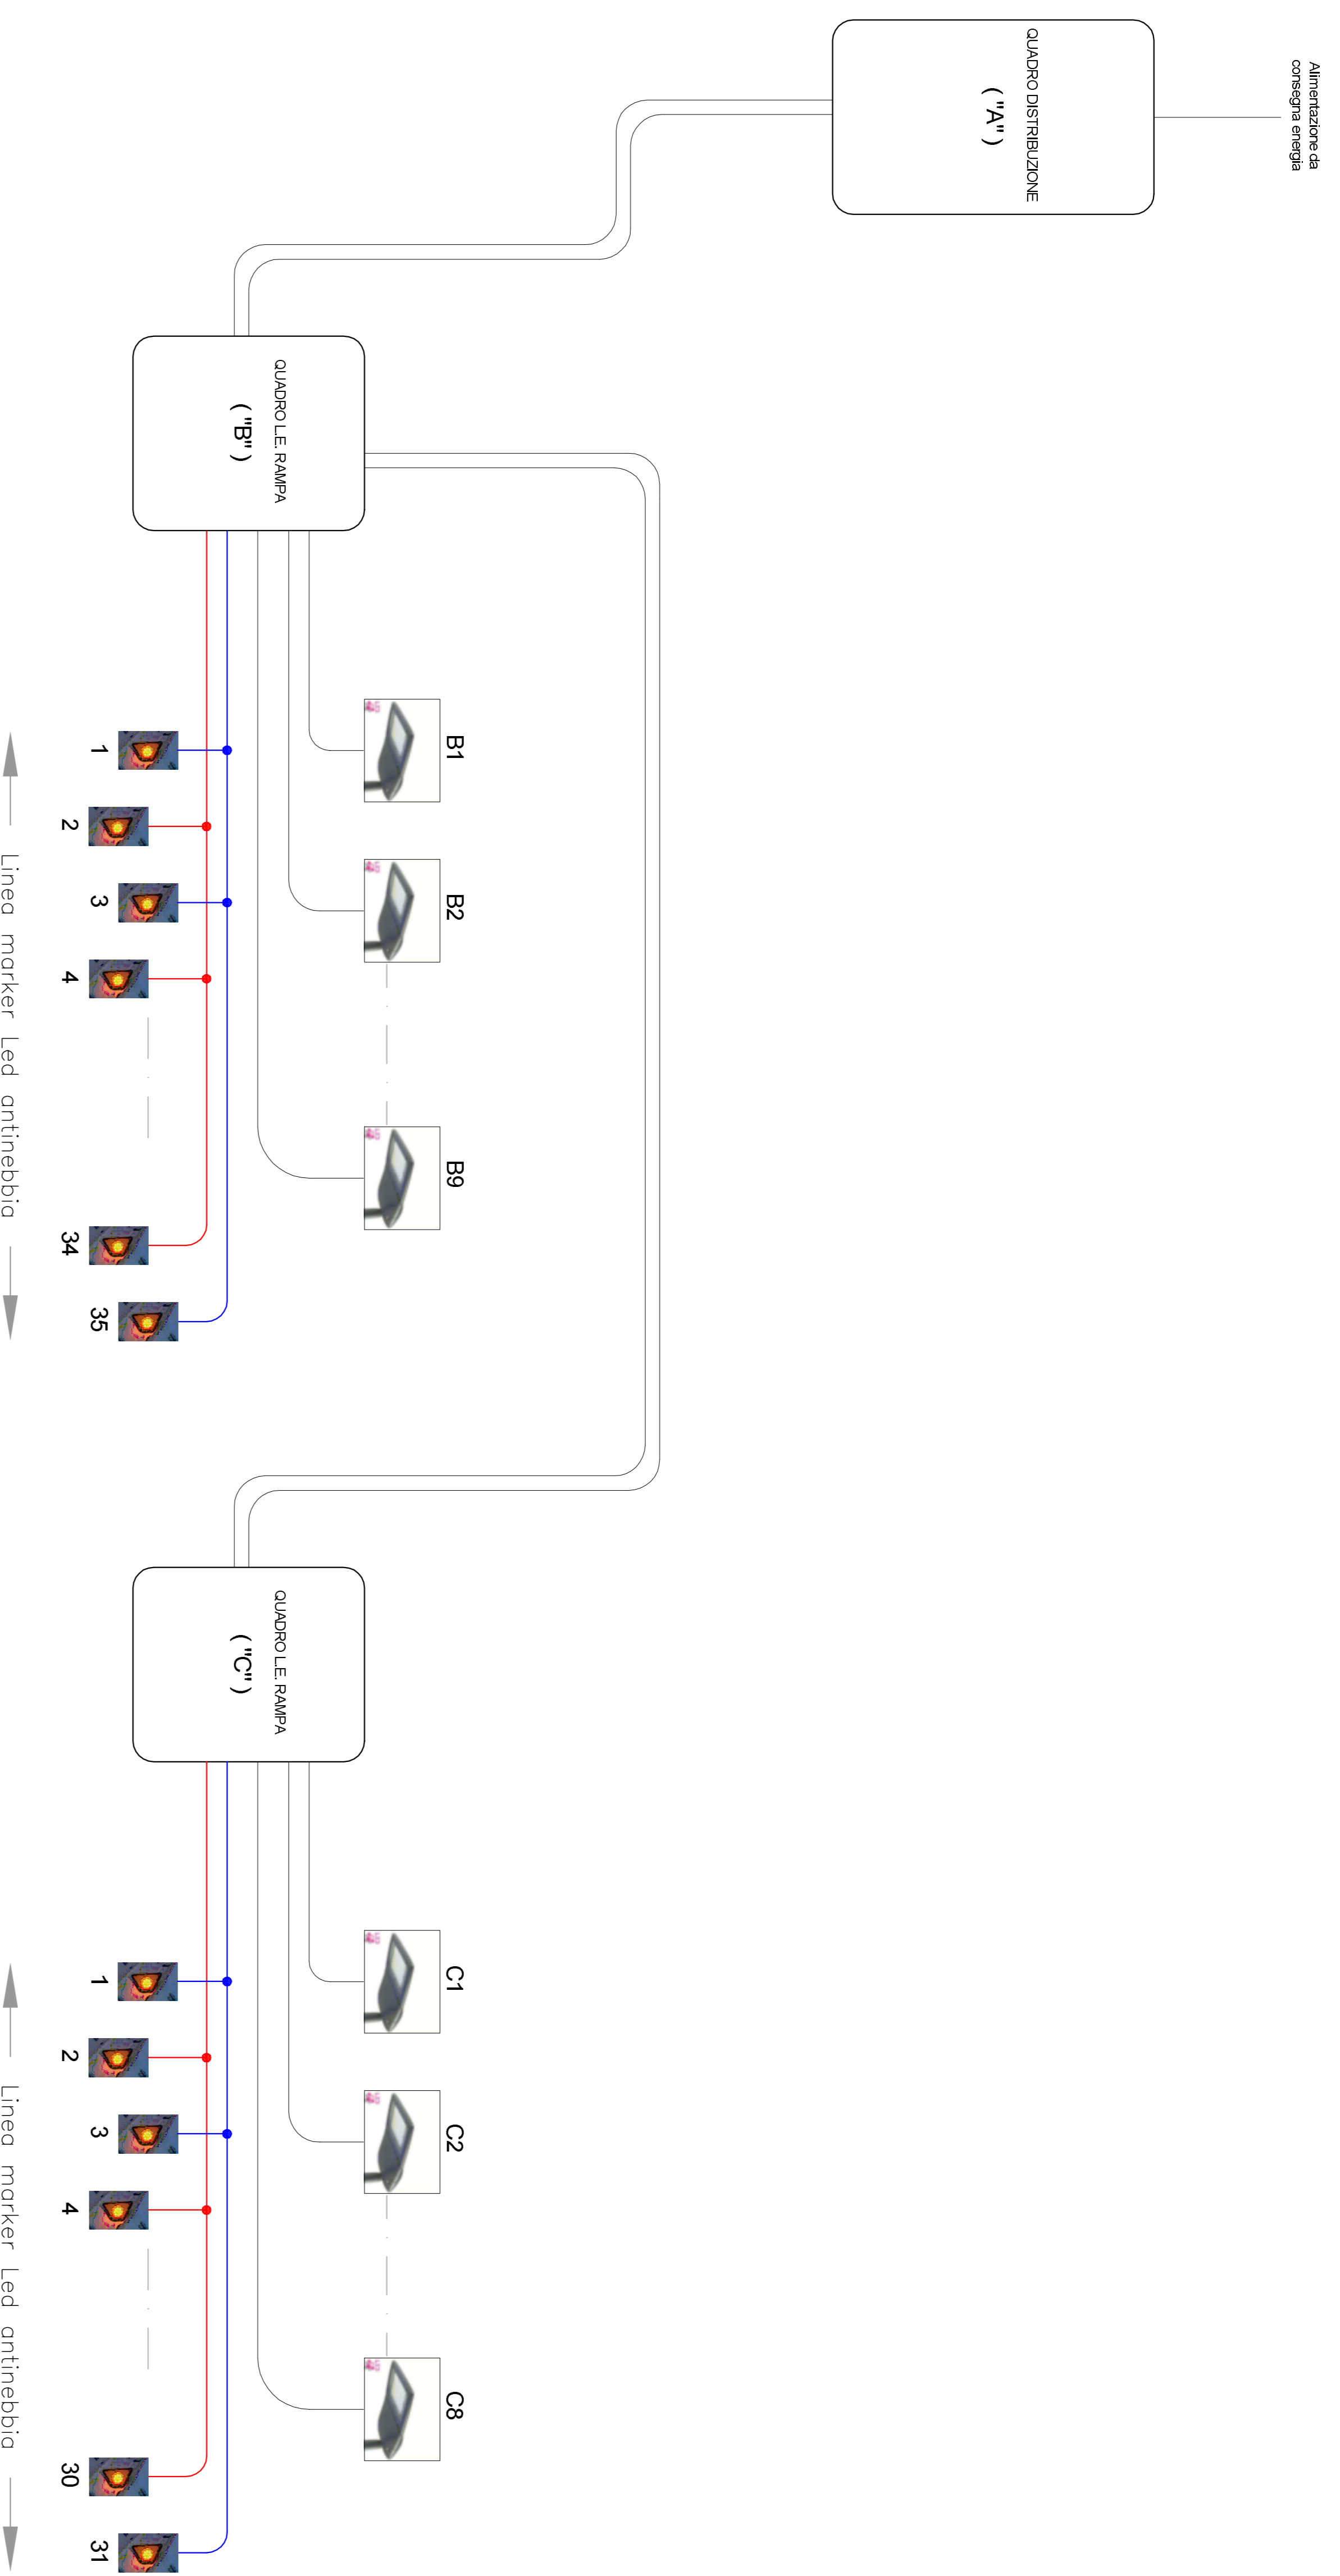 Alimentazione da
consegna energia
QUADRO DISTRIBUZIONE
( "A" )
QUADRO L.E. RAMPA
( "B" )
B1
B2
B9
1
2
3
4
34
35
Linea marker Led antinebbia
QUADRO L.E. RAMPA
( "C" )
C1
C2
C8
1
2
3
4
30
31
Linea marker Led antinebbia